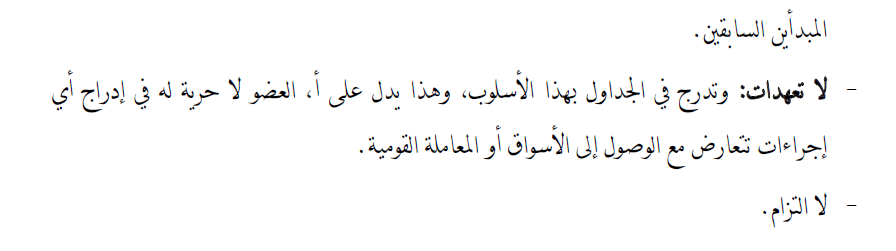 المبدأين السابقين.
- لا تعهدات: وتدرج في الجداول بهذا الأسلوب، وهذا يدل على أ، العضو لا حرية له في إدراج أي
إجراءات تتعارض مع الوصول إلى الأسواق أو المعاملة القومية.
- لا التزام.